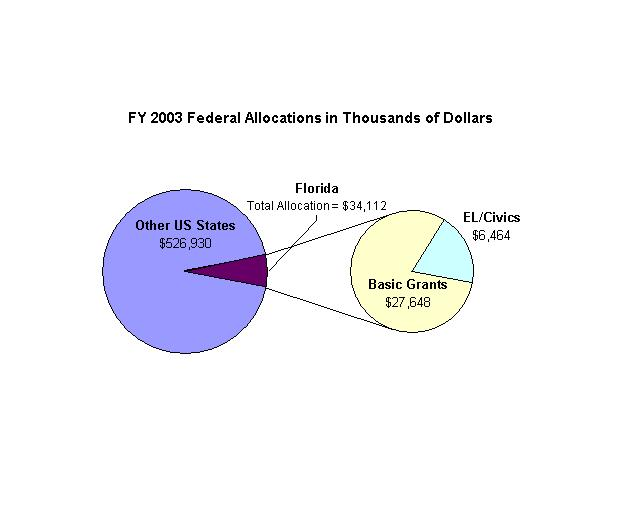 FY 2003 Federal Allocations in Thousands of Dollars
Florida
Total Allocation = $34,112
Other US States
$526,930
EL/Civics
$6,464
Basic Grants
$27,648